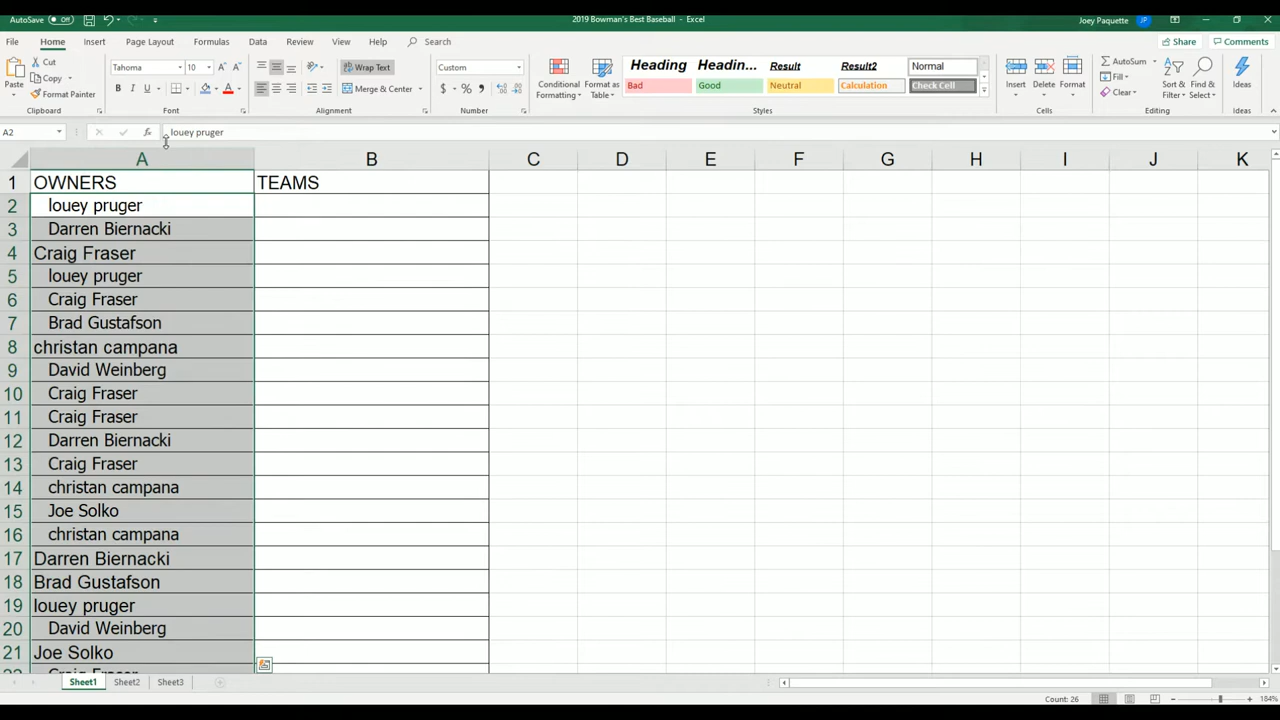 AutoSave Off 2019 Bowman's Best Baseball - Excel Joey Paquette JP
File Home Insert Page Layout Formulas Data Review View Help Search Share Comments
Paste Cut Copy Format Painter Clipboard
Tahoma 10 Font
Wrap Text Merge & Center Alignment
Custom $ % Number
Conditional Formatting Format as Table
Heading Headin... Result Result2 Normal
Bad Good Neutral Calculation Check Cell
Styles
Insert Delete Format Cells
AutoSum Fill Clear Sort & Filter Find & Select Editing
Ideas Ideas
A2 fx louey pruger
A B C D E F G H I J K
1 OWNERS TEAMS
2 louey pruger
3 Darren Biernacki
4 Craig Fraser
5 louey pruger
6 Craig Fraser
7 Brad Gustafson
8 christan campana
9 David Weinberg
10 Craig Fraser
11 Craig Fraser
12 Darren Biernacki
13 Craig Fraser
14 christan campana
15 Joe Solko
16 christan campana
17 Darren Biernacki
18 Brad Gustafson
19 louey pruger
20 David Weinberg
21 Joe Solko
22 Craig Fraser
Sheet1 Sheet2 Sheet3
Count: 26 184%